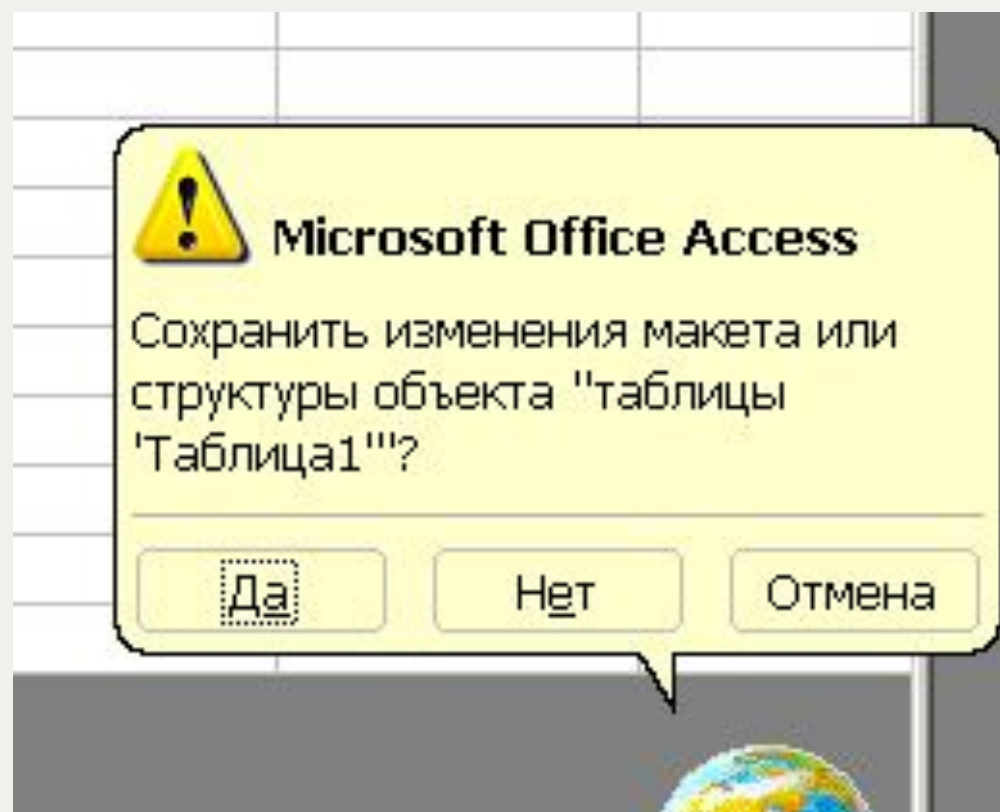 Microsoft Office Access
Сохранить изменения макета или
структуры объекта "таблицы
'Таблица1'"?
Да
Нет
Отмена